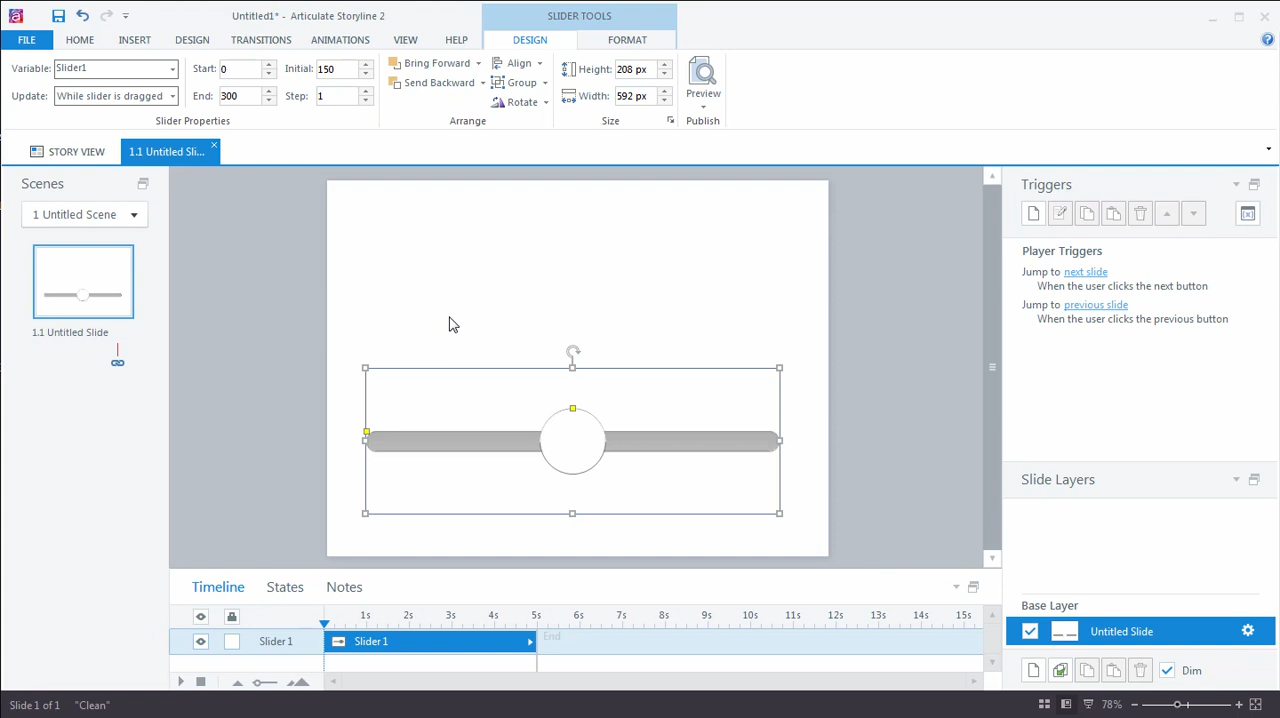 Untitled1* - Articulate Storyline 2
SLIDER TOOLS
FILE HOME INSERT DESIGN TRANSITIONS ANIMATIONS VIEW HELP DESIGN FORMAT
Variable: Slider1 Start: 0 Initial: 150 Bring Forward Align Height: 208 px
Update: While slider is dragged End: 300 Step: 1 Send Backward Group Width: 592 px Preview
Rotate
Slider Properties Arrange Size Publish
STORY VIEW 1.1 Untitled Sli...
Scenes
1 Untitled Scene
1.1 Untitled Slide
Triggers
Player Triggers
Jump to next slide
When the user clicks the next button
Jump to previous slide
When the user clicks the previous button
Slide Layers
Base Layer
Untitled Slide
Dim
Timeline States Notes
1s 2s 3s 4s 5s 6s 7s 8s 9s 10s 11s 12s 13s 14s 15s
Slider 1 Slider 1 End
Slide 1 of 1 "Clean" 78%